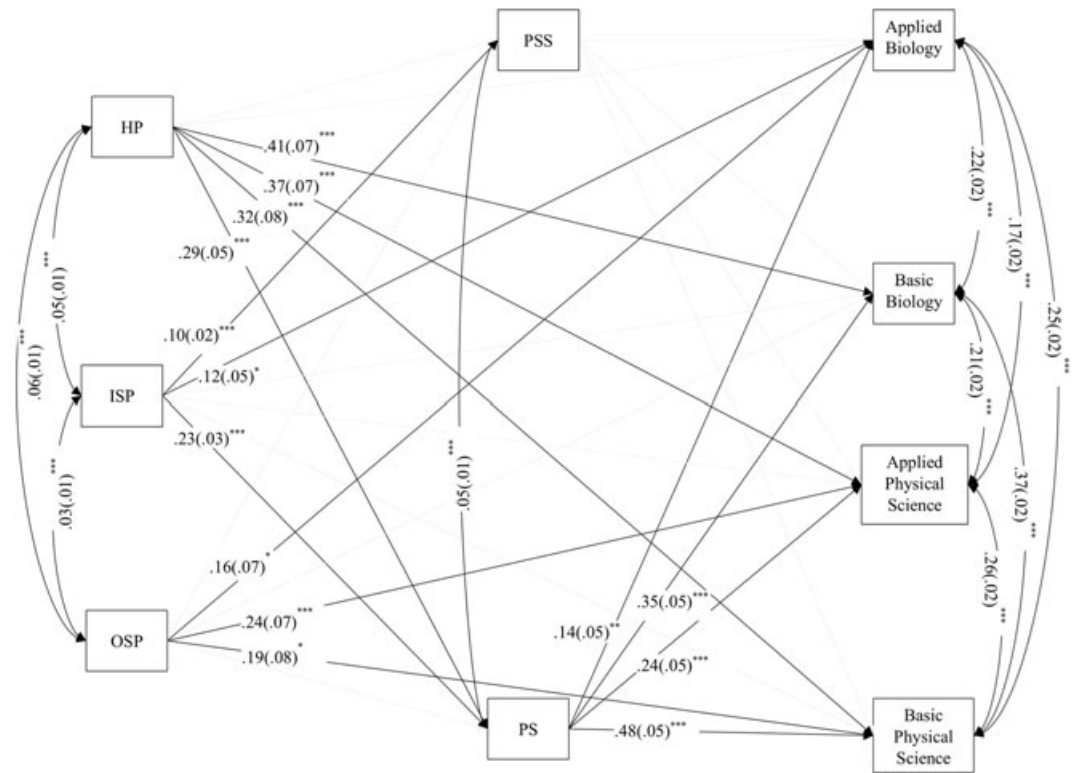 PSS
Applied
Biology
HP
.41(.07)***
.37(.07)***
.32(.08)***
.29(.05)***
.22(.02)***
.17(.02)***
.25(.02)***
.05(.01)***
.06(.01)***
Basic
Biology
.10(.02)***
.12(.05)*
ISP
.23(.03)***
.21(.02)***
.03(.01)***
.05(.01)***
Applied
Physical
Science
.37(.02)***
.16(.07)*
.26(.02)***
.35(.05)***
.24(.07)***
.14(.05)**
OSP
.19(.08)*
.24(.05)***
PS
.48(.05)***
Basic
Physical
Science